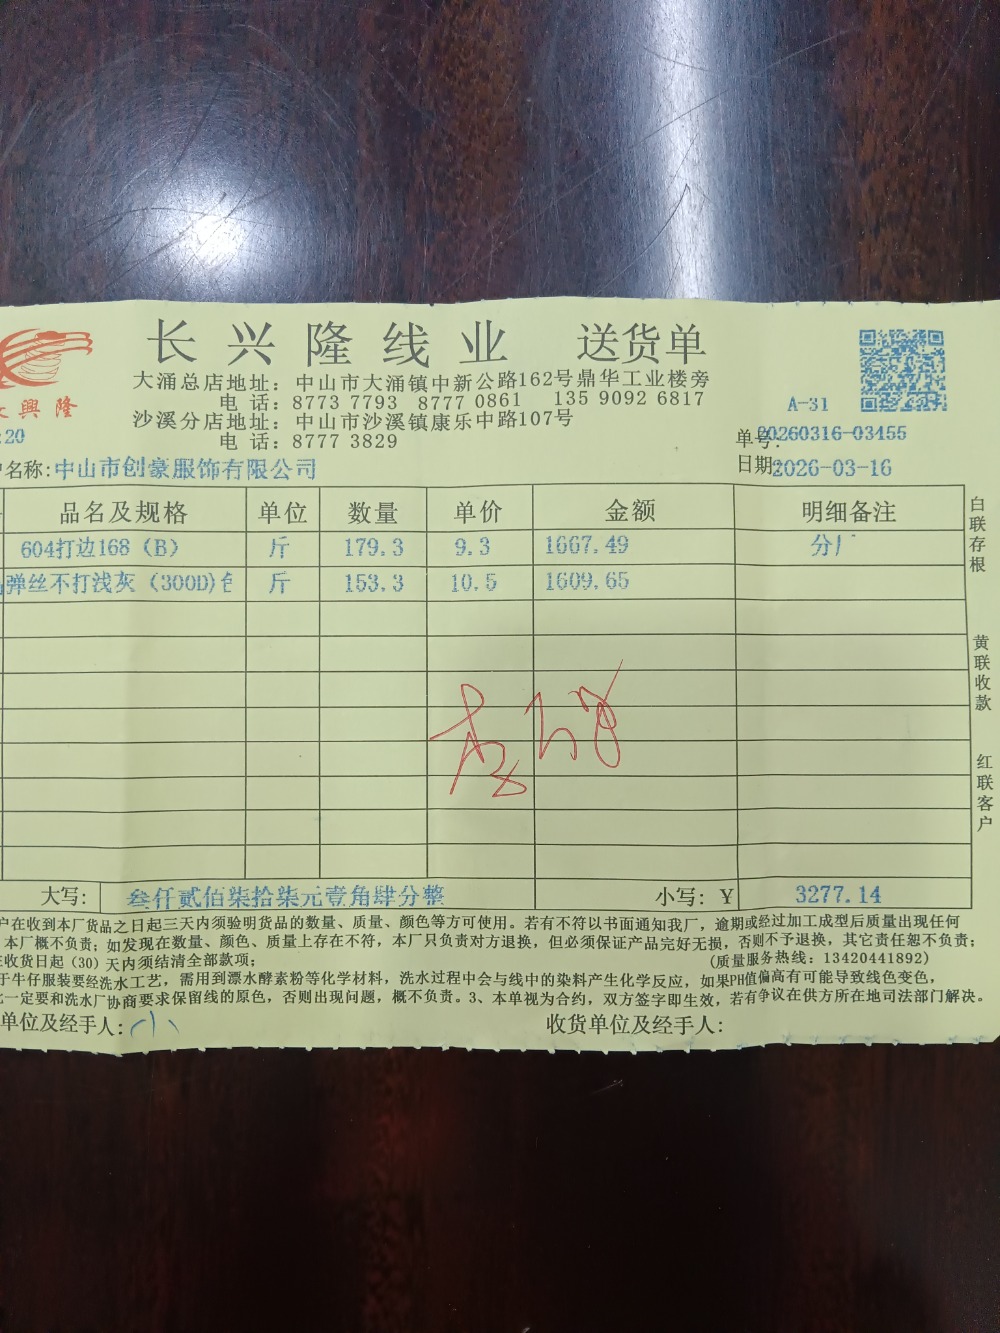 长兴隆线业 送货单
大涌总店地址：中山市大涌镇中新公路162号鼎华工业楼旁
电 话：8773 7793 8777 0861 135 9092 6817
沙溪分店地址：中山市沙溪镇康乐中路107号
电 话：8777 3829
興隆
A-31
:20
单号:20260316-03455
名称:中山市创豪服饰有限公司
日期:2026-03-16
品名及规格 单位 数量 单价 金额 明细备注
604打边168（B） 斤 179.3 9.3 1667.49 分厂
弹丝不打浅灰（300D)色 斤 153.3 10.5 1609.65
白联存根
黄联收款
红联客户
大写: 叁仟贰佰柒拾柒元壹角肆分整 小写: ￥ 3277.14
户在收到本厂货品之日起三天内须验明货品的数量、质量、颜色等方可使用。若有不符以书面通知我厂，逾期或经过加工成型后质量出现任何
本厂概不负责；如发现在数量、颜色、质量上存在不符，本厂只负责对方退换，但必须保证产品完好无损，否则不予退换，其它责任恕不负责；
收货日起（30）天内须结清全部款项； (质量服务热线：13420441892)
于牛仔服装要经洗水工艺，需用到漂水酵素粉等化学材料，洗水过程中会与线中的染料产生化学反应，如果PH值偏高有可能导致线色变色，
一定要和洗水厂协商要求保留线的原色，否则出现问题，概不负责。3、本单视为合约，双方签字即生效，若有争议在供方所在地司法部门解决。
单位及经手人: 收货单位及经手人: